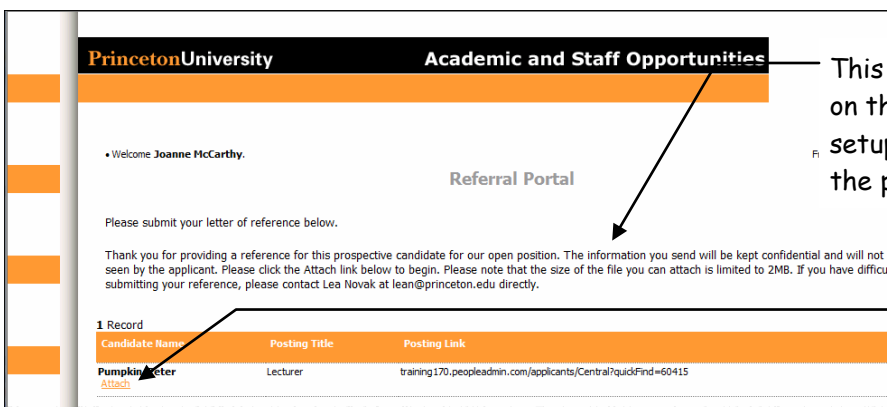 PrincetonUniversity Academic and Staff Opportunities
This
on th
setup
the p
• Welcome Joanne McCarthy.
Referral Portal
Please submit your letter of reference below.
Thank you for providing a reference for this prospective candidate for our open position. The information you send will be kept confidential and will not
seen by the applicant. Please click the Attach link below to begin. Please note that the size of the file you can attach is limited to 2MB. If you have difficu
submitting your reference, please contact Lea Novak at lean@princeton.edu directly.
1 Record
Candidate Name Posting Title Posting Link
Pumpkin Peter Lecturer training170.peopleadmin.com/applicants/Central?quickFind=60415
Attach